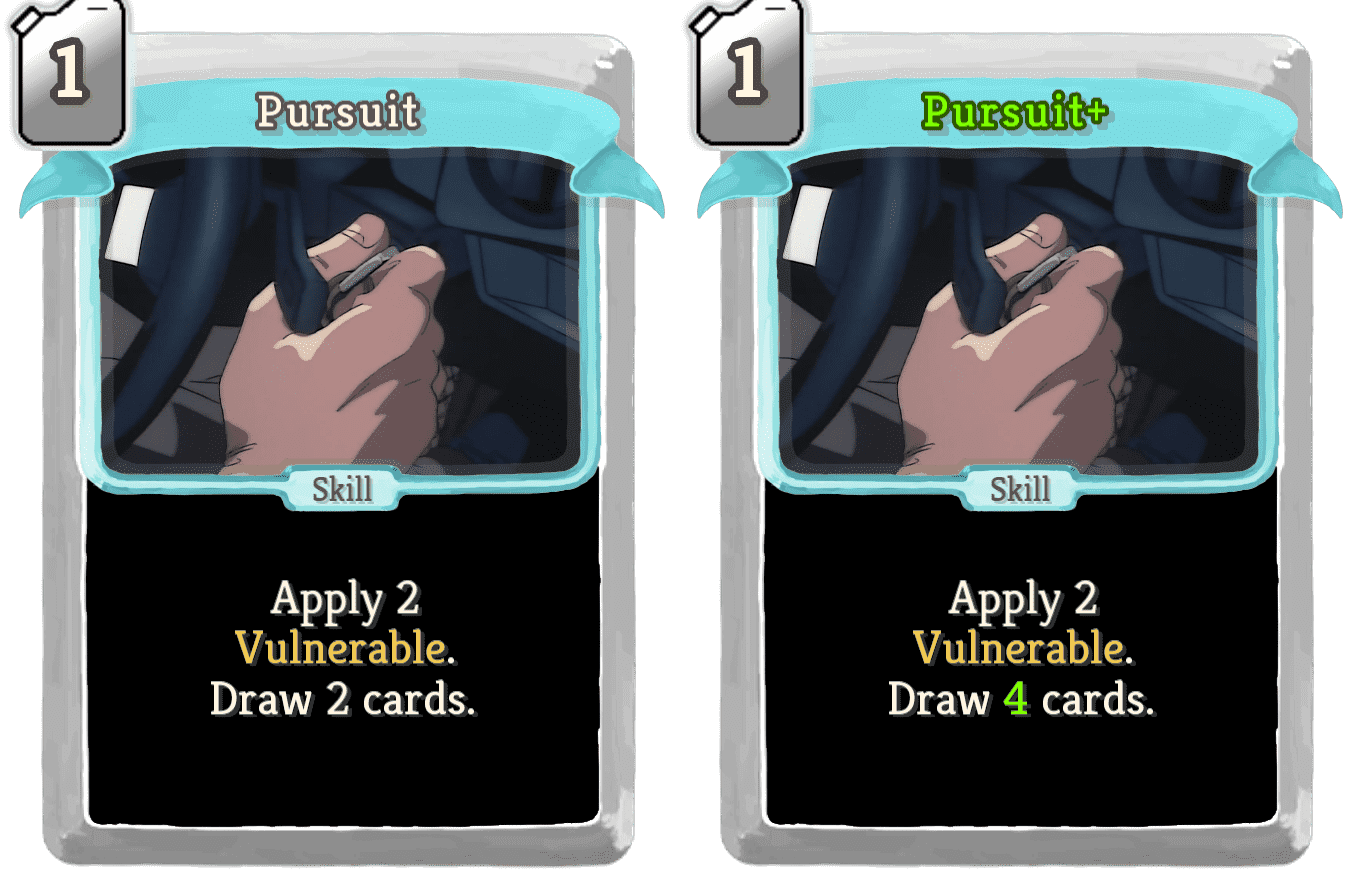 1
Pursuit
Skill
Apply 2
Vulnerable.
Draw 2 cards.
1
Pursuit+
Skill
Apply 2
Vulnerable.
Draw 4 cards.